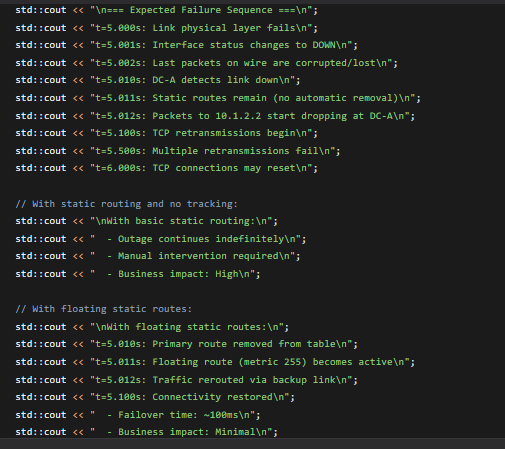 std::cout << "\n=== Expected Failure Sequence ===\n";
std::cout << "t=5.000s: Link physical layer fails\n";
std::cout << "t=5.001s: Interface status changes to DOWN\n";
std::cout << "t=5.002s: Last packets on wire are corrupted/lost\n";
std::cout << "t=5.010s: DC-A detects link down\n";
std::cout << "t=5.011s: Static routes remain (no automatic removal)\n";
std::cout << "t=5.012s: Packets to 10.1.2.2 start dropping at DC-A\n";
std::cout << "t=5.100s: TCP retransmissions begin\n";
std::cout << "t=5.500s: Multiple retransmissions fail\n";
std::cout << "t=6.000s: TCP connections may reset\n";
// With static routing and no tracking:
std::cout << "\nWith basic static routing:\n";
std::cout << "  - Outage continues indefinitely\n";
std::cout << "  - Manual intervention required\n";
std::cout << "  - Business impact: High\n";
// With floating static routes:
std::cout << "\nWith floating static routes:\n";
std::cout << "t=5.010s: Primary route removed from table\n";
std::cout << "t=5.011s: Floating route (metric 255) becomes active\n";
std::cout << "t=5.012s: Traffic rerouted via backup link\n";
std::cout << "t=5.100s: Connectivity restored\n";
std::cout << "  - Failover time: ~100ms\n";
std::cout << "  - Business impact: Minimal\n";